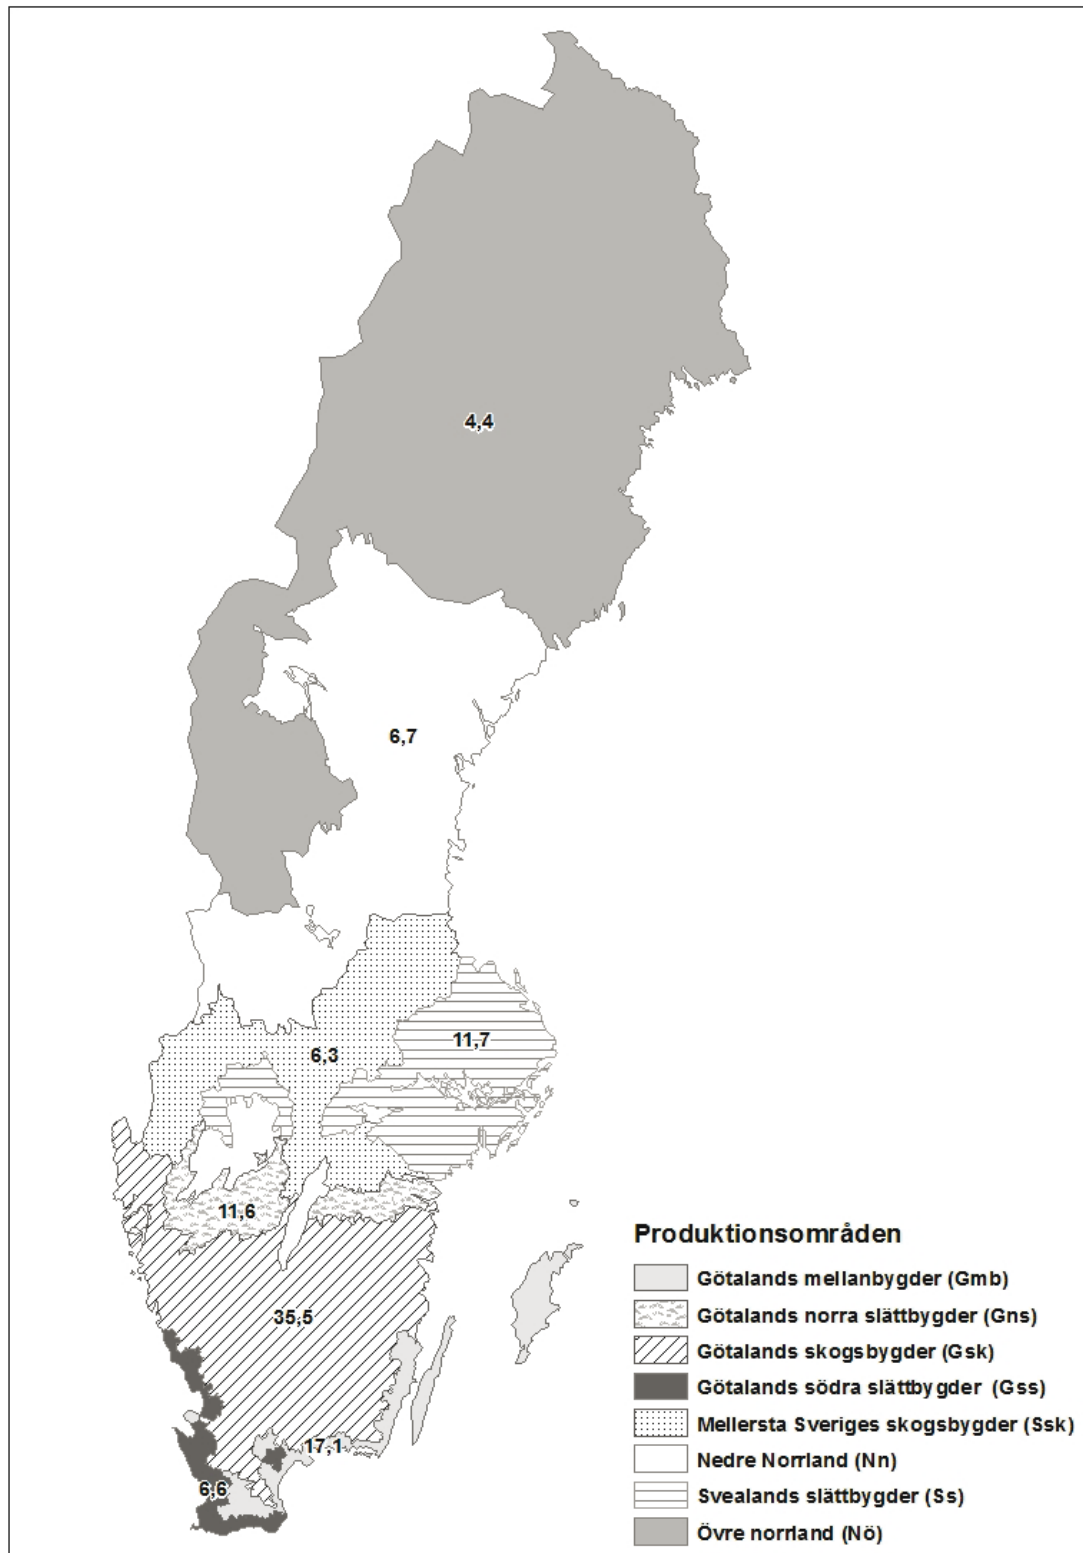 4,4
6,7
11,7
6,3
11,6
35,5
17,1
6,6
Produktionsområden
Götalands mellanbygder (Gmb)
Götalands norra slättbygder (Gns)
Götalands skogsbygder (Gsk)
Götalands södra slättbygder (Gss)
Mellersta Sveriges skogsbygder (Ssk)
Nedre Norrland (Nn)
Svealands slättbygder (Ss)
Övre norrland (Nö)